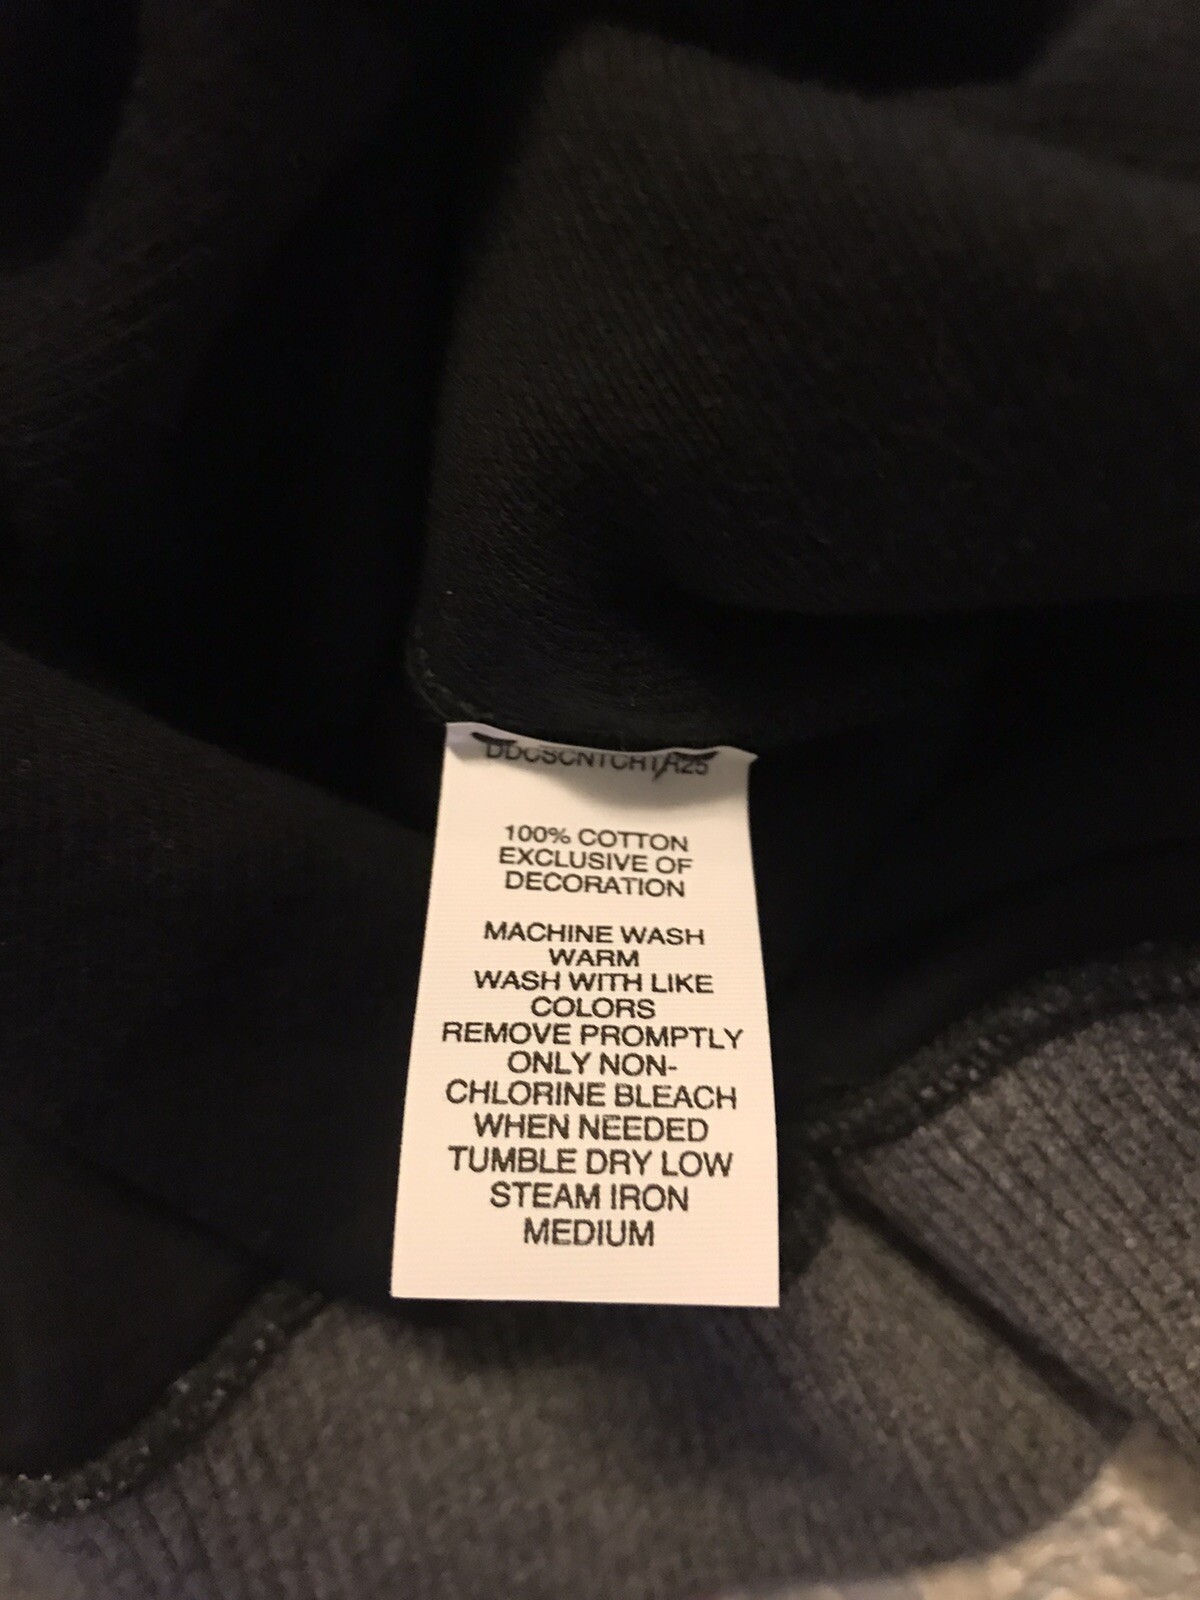 100% COTTON
EXCLUSIVE OF
DECORATION
MACHINE WASH
WARM
WASH WITH LIKE
COLORS
REMOVE PROMPTLY
ONLY NON-
CHLORINE BLEACH
WHEN NEEDED
TUMBLE DRY LOW
STEAM IRON
MEDIUM